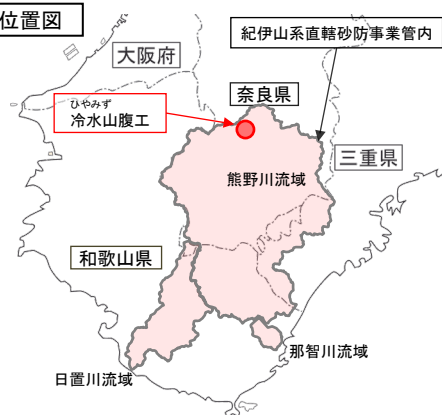 位置図
紀伊山系直轄砂防事業管内
大阪府
奈良県
ひやみず
冷水山腹工
三重県
熊野川流域
和歌山県
那智川流域
日置川流域